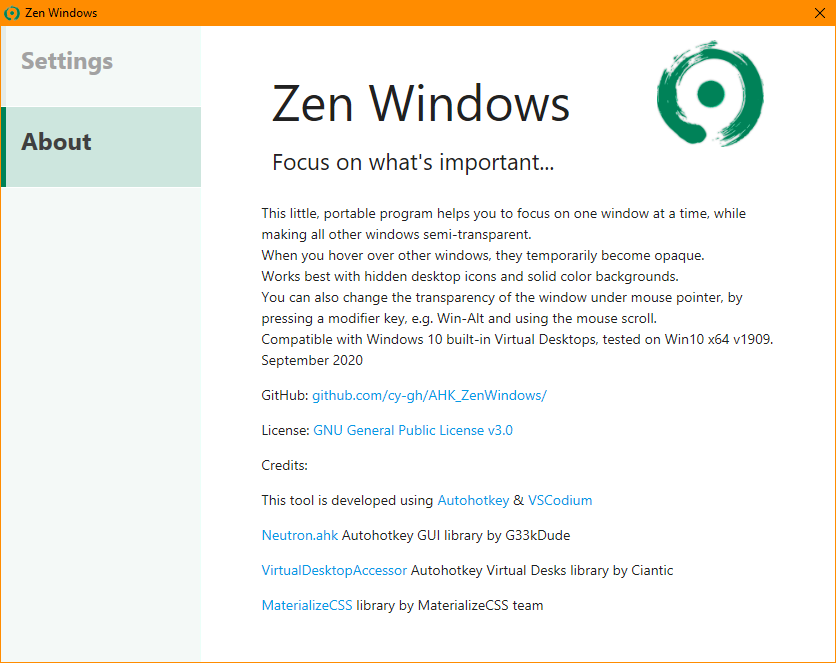 Zen Windows
Settings
About
Zen Windows
Focus on what's important...
This little, portable program helps you to focus on one window at a time, while
making all other windows semi-transparent.
When you hover over other windows, they temporarily become opaque.
Works best with hidden desktop icons and solid color backgrounds.
You can also change the transparency of the window under mouse pointer, by
pressing a modifier key, e.g. Win-Alt and using the mouse scroll.
Compatible with Windows 10 built-in Virtual Desktops, tested on Win10 x64 v1909.
September 2020
GitHub: github.com/cy-gh/AHK_ZenWindows/
License: GNU General Public License v3.0
Credits:
This tool is developed using Autohotkey & VSCodium
Neutron.ahk Autohotkey GUI library by G33kDude
VirtualDesktopAccessor Autohotkey Virtual Desks library by Ciantic
MaterializeCSS library by MaterializeCSS team